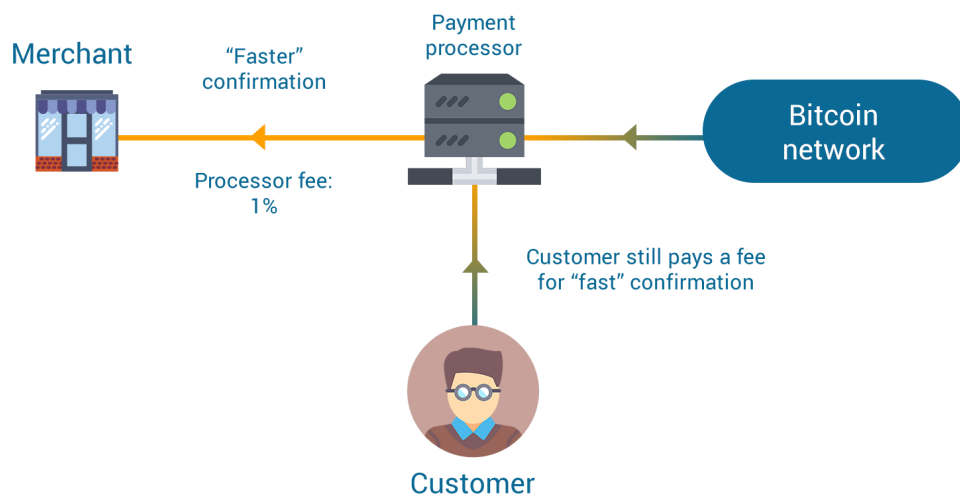 Payment
processor
Merchant
“Faster”
confirmation
Bitcoin
network
Processor fee:
1%
Customer still pays a fee
for “fast” confirmation
Customer